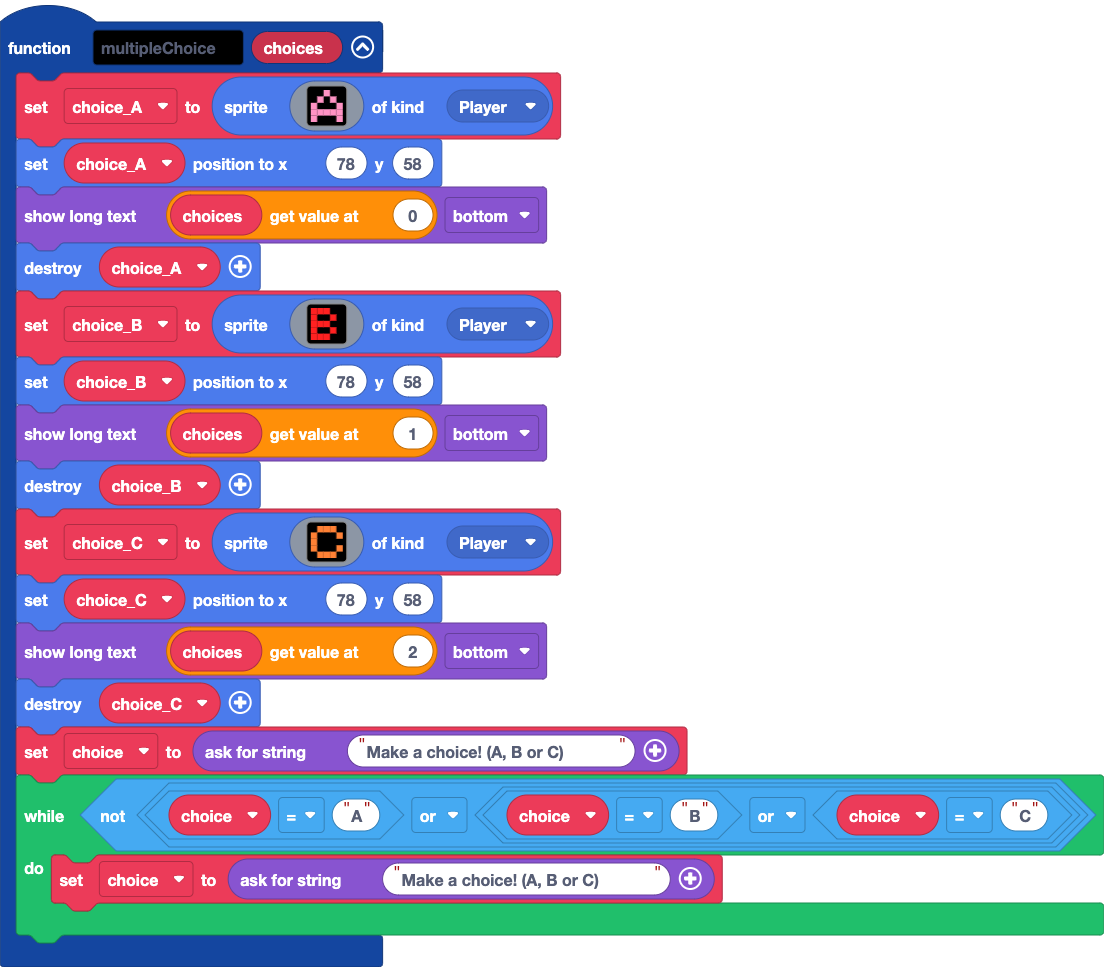 function multipleChoice choices
set choice_A to sprite A of kind Player
set choice_A position to x 78 y 58
show long text choices get value at 0 bottom
destroy choice_A
set choice_B to sprite B of kind Player
set choice_B position to x 78 y 58
show long text choices get value at 1 bottom
destroy choice_B
set choice_C to sprite C of kind Player
set choice_C position to x 78 y 58
show long text choices get value at 2 bottom
destroy choice_C
set choice to ask for string "Make a choice! (A, B or C)"
while not choice = "A" or choice = "B" or choice = "C"
do set choice to ask for string "Make a choice! (A, B or C)"